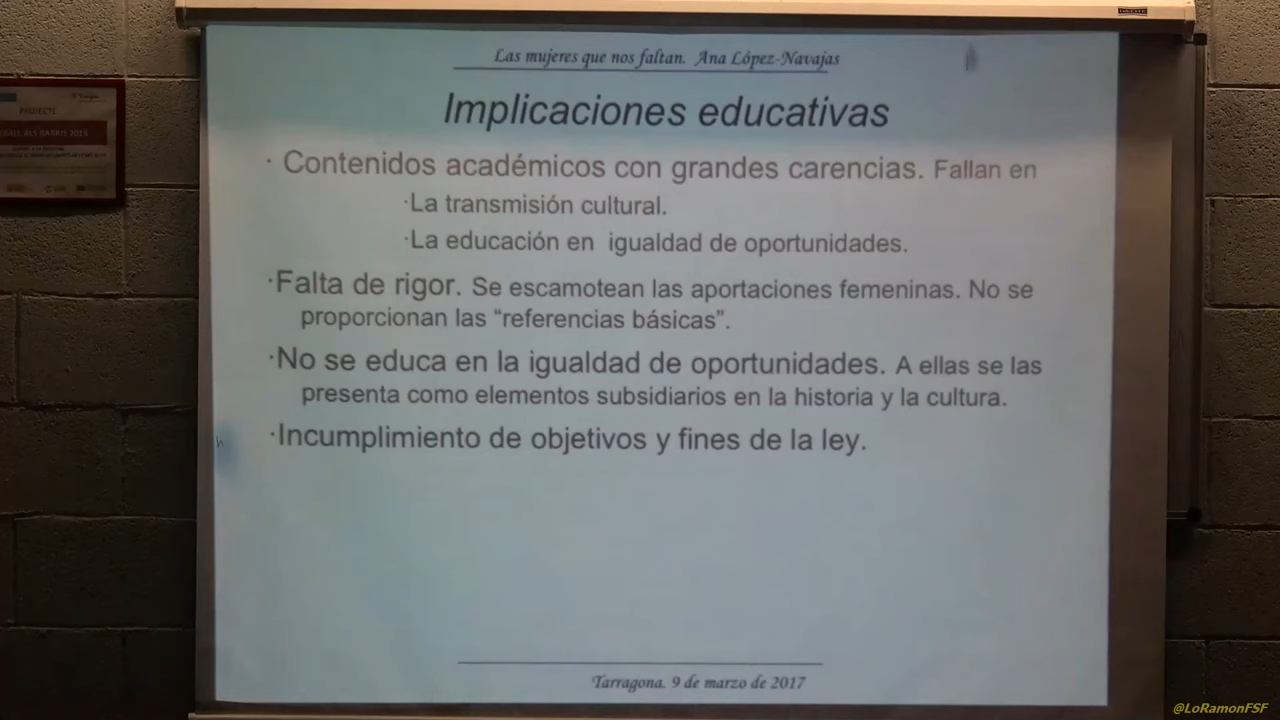 Las mujeres que nos faltan. Ana López-Navajas
Implicaciones educativas
· Contenidos académicos con grandes carencias. Fallan en
·La transmisión cultural.
·La educación en igualdad de oportunidades.
·Falta de rigor. Se escamotean las aportaciones femeninas. No se
proporcionan las “referencias básicas”.
·No se educa en la igualdad de oportunidades. A ellas se las
presenta como elementos subsidiarios en la historia y la cultura.
·Incumplimiento de objetivos y fines de la ley.
Tarragona. 9 de marzo de 2017
PROJECTE
@LoRamonFSF